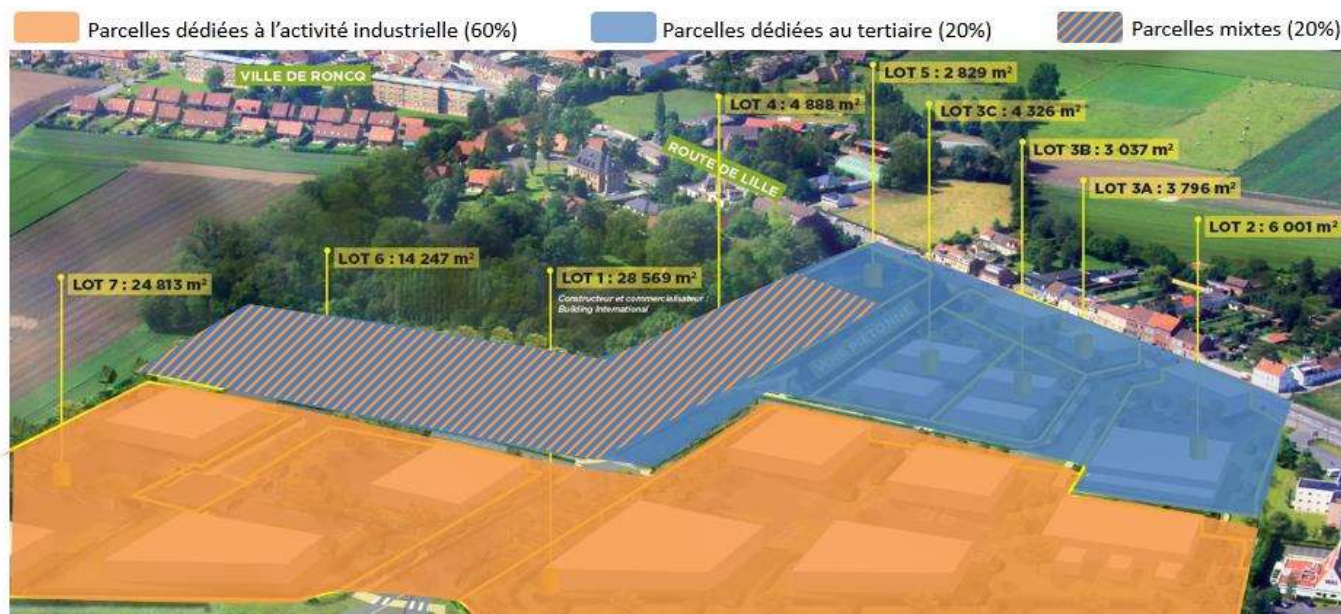 Parcelles dédiées à l'activité industrielle (60%)
Parcelles dédiées au tertiaire (20%)
Parcelles mixtes (20%)
VILLE DE RONCQ
LOT 5 : 2 829 m²
LOT 4 : 4 888 m²
LOT 3C : 4 326 m²
ROUTE DE LILLE
LOT 3B : 3 037 m²
LOT 3A : 3 796 m²
LOT 2 : 6 001 m²
LOT 6 : 14 247 m²
LOT 7 : 24 813 m²
LOT 1 : 28 569 m²
Constructeur et commercialisateur :
Building International
VOIE PIÉTONNE